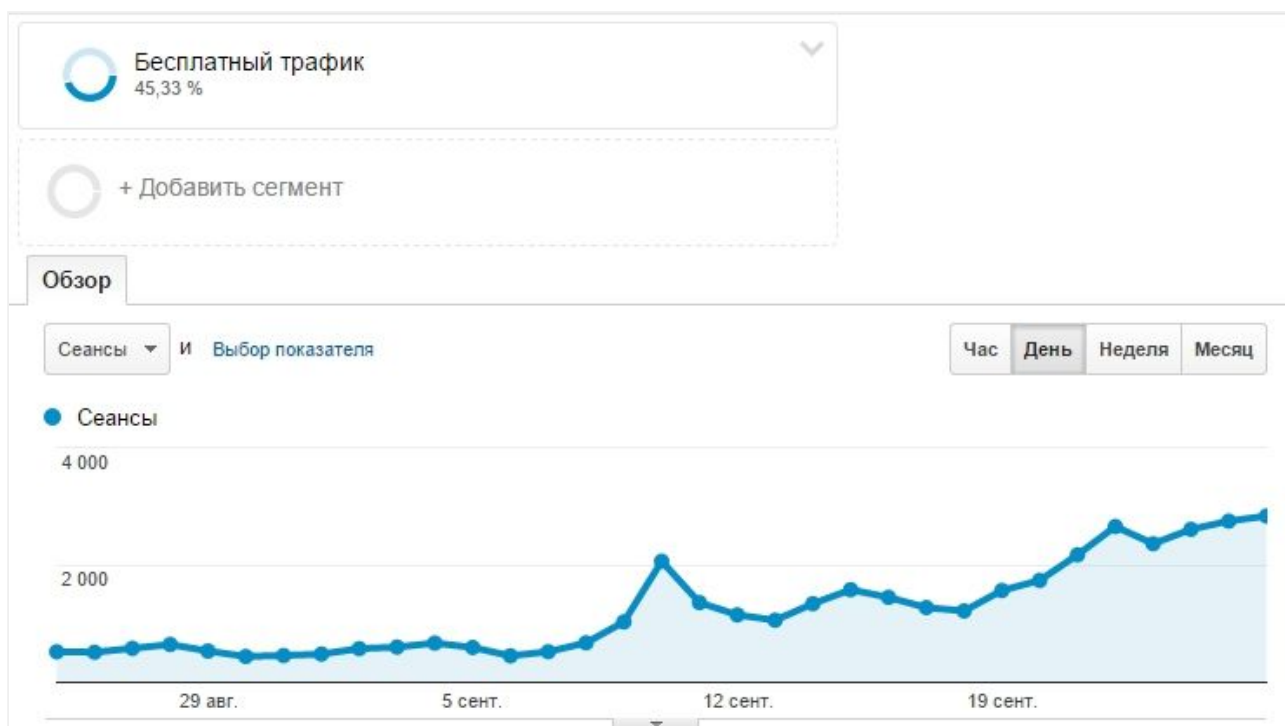 Бесплатный трафик
45,33 %
+ Добавить сегмент
Обзор
Сеансы и Выбор показателя Час День Неделя Месяц
Сеансы
4 000
2 000
29 авг. 5 сент. 12 сент. 19 сент.